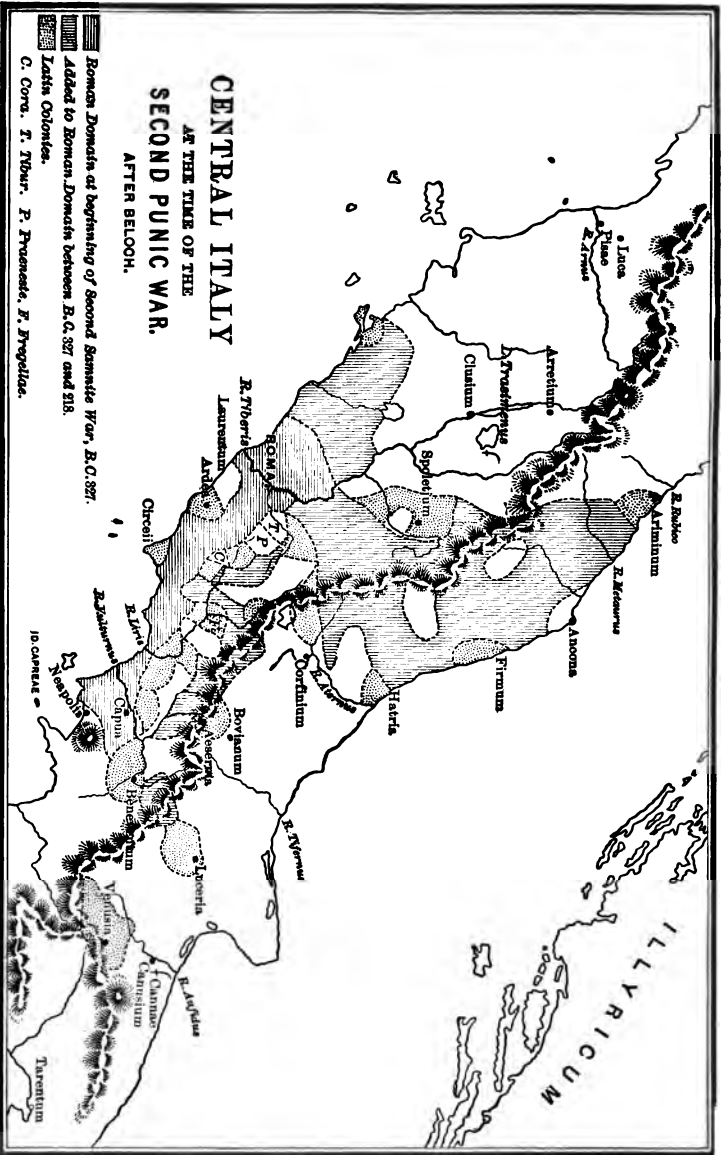 CENTRAL ITALY
AT THE TIME OF THE
SECOND PUNIC WAR.
AFTER BELOCH.
Roman Domain at beginning of Second Samnite War, B.C. 327.
Added to Roman Domain between B.C. 327 and 218.
Latin Colonies.
C. Cora. T. Tibur. P. Praeneste. F. Fregellae.
Luca
Pisae
R. Arnus
Arretium
L. Trasimenus
Clusium
R. Rubico
Ariminum
R. Metaurus
Ancona
Firmum
Spoletium
Hatria
R. Aternus
Corfinium
R. Tiberis
ROMA
Laurentum
Ardea
T
P
C
Circeii
R. Liris
R. Vulturnus
Capua
Neapolis
ID. CAPREAE
Bovianum
Aesernia
Beneventum
R. Tifernus
Luceria
Venusia
Cannae
Canusium
R. Aufidus
Tarentum
ILLYRICUM